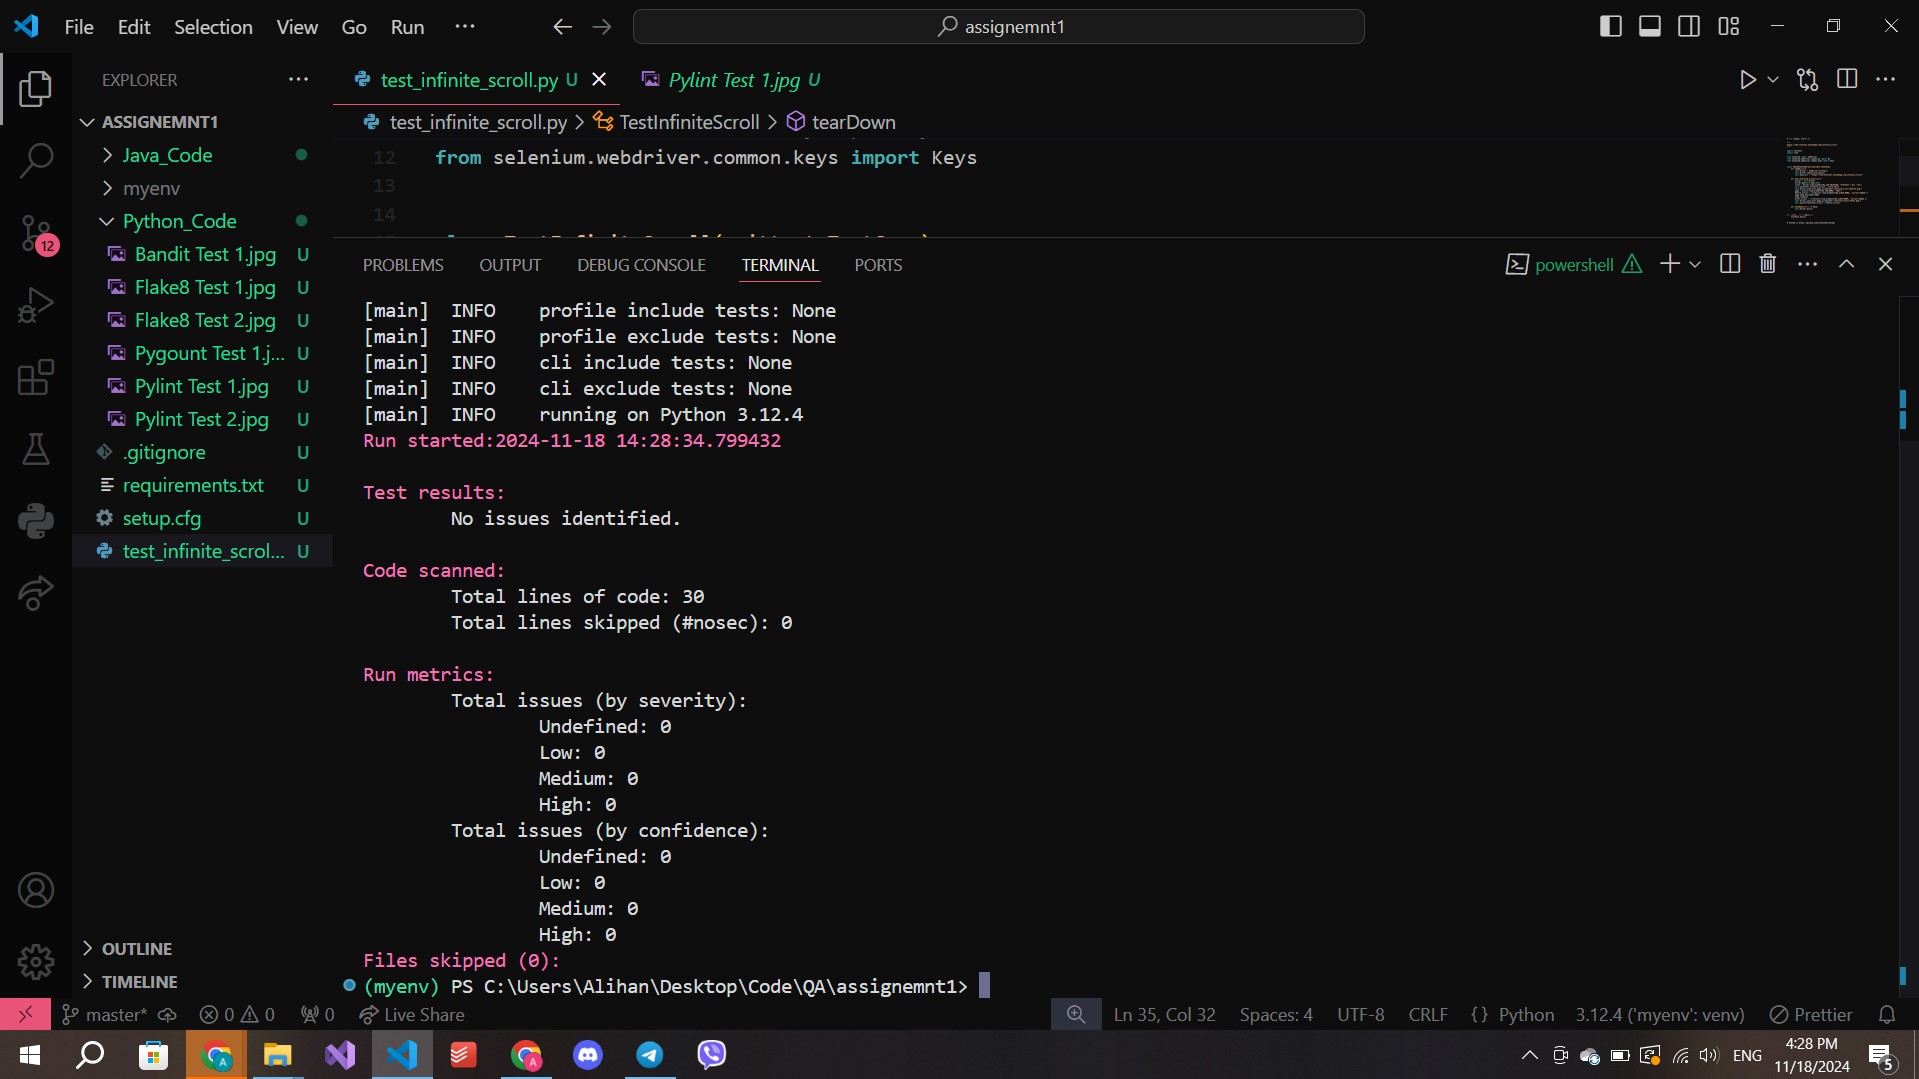 File Edit Selection View Go Run ···
assignemnt1
EXPLORER
ASSIGNEMNT1
Java_Code
myenv
Python_Code
Bandit Test 1.jpg U
Flake8 Test 1.jpg U
Flake8 Test 2.jpg U
Pygount Test 1.j... U
Pylint Test 1.jpg U
Pylint Test 2.jpg U
.gitignore U
requirements.txt U
setup.cfg U
test_infinite_scrol... U
OUTLINE
TIMELINE
12
test_infinite_scroll.py U
Pylint Test 1.jpg U
test_infinite_scroll.py > TestInfiniteScroll > tearDown
12 from selenium.webdriver.common.keys import Keys
13
14
PROBLEMS OUTPUT DEBUG CONSOLE TERMINAL PORTS
powershell
[main] INFO profile include tests: None
[main] INFO profile exclude tests: None
[main] INFO cli include tests: None
[main] INFO cli exclude tests: None
[main] INFO running on Python 3.12.4
Run started:2024-11-18 14:28:34.799432
Test results:
No issues identified.
Code scanned:
Total lines of code: 30
Total lines skipped (#nosec): 0
Run metrics:
Total issues (by severity):
Undefined: 0
Low: 0
Medium: 0
High: 0
Total issues (by confidence):
Undefined: 0
Low: 0
Medium: 0
High: 0
Files skipped (0):
(myenv) PS C:\Users\Alihan\Desktop\Code\QA\assignemnt1>
master* 0 0 0 Live Share
Ln 35, Col 32 Spaces: 4 UTF-8 CRLF {} Python 3.12.4 ('myenv': venv) Prettier
ENG
4:28 PM
11/18/2024
5